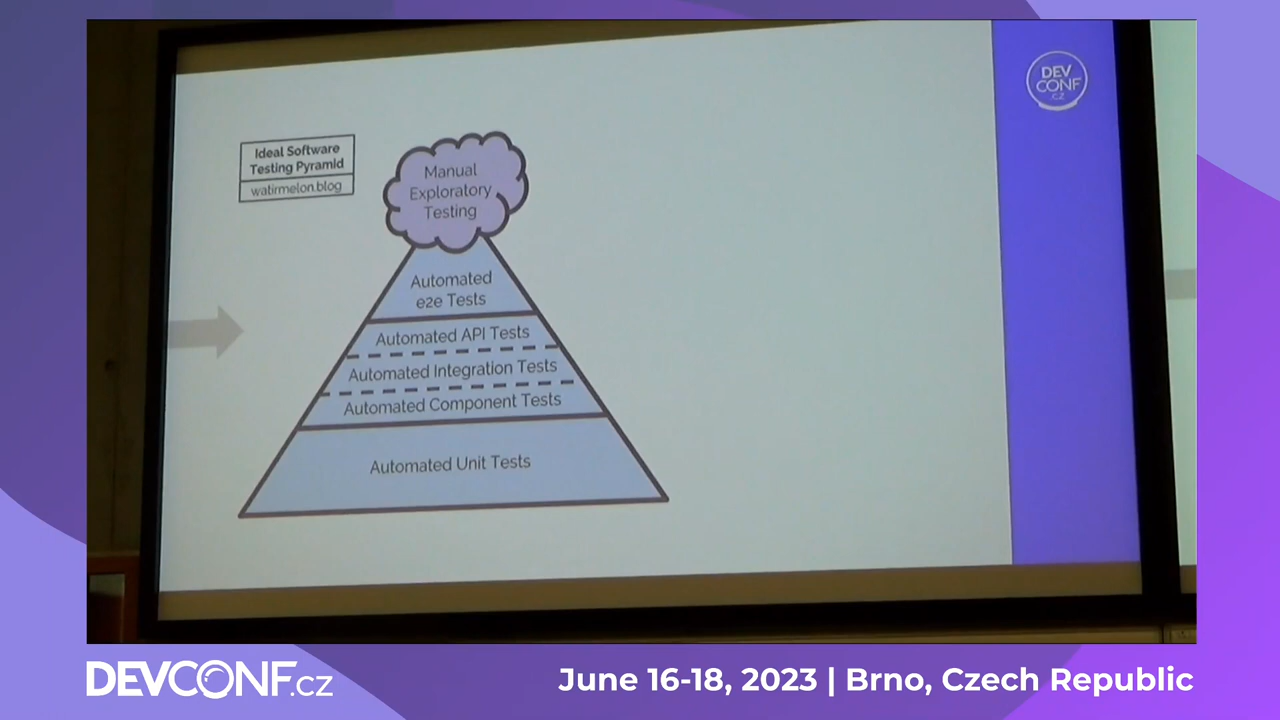 DEV
CONF
CZ
Ideal Software
Testing Pyramid
watirmelon.blog
Manual
Exploratory
Testing
Automated
e2e Tests
Automated API Tests
Automated Integration Tests
Automated Component Tests
Automated Unit Tests
DEVCONF.cz
June 16-18, 2023 | Brno, Czech Republic